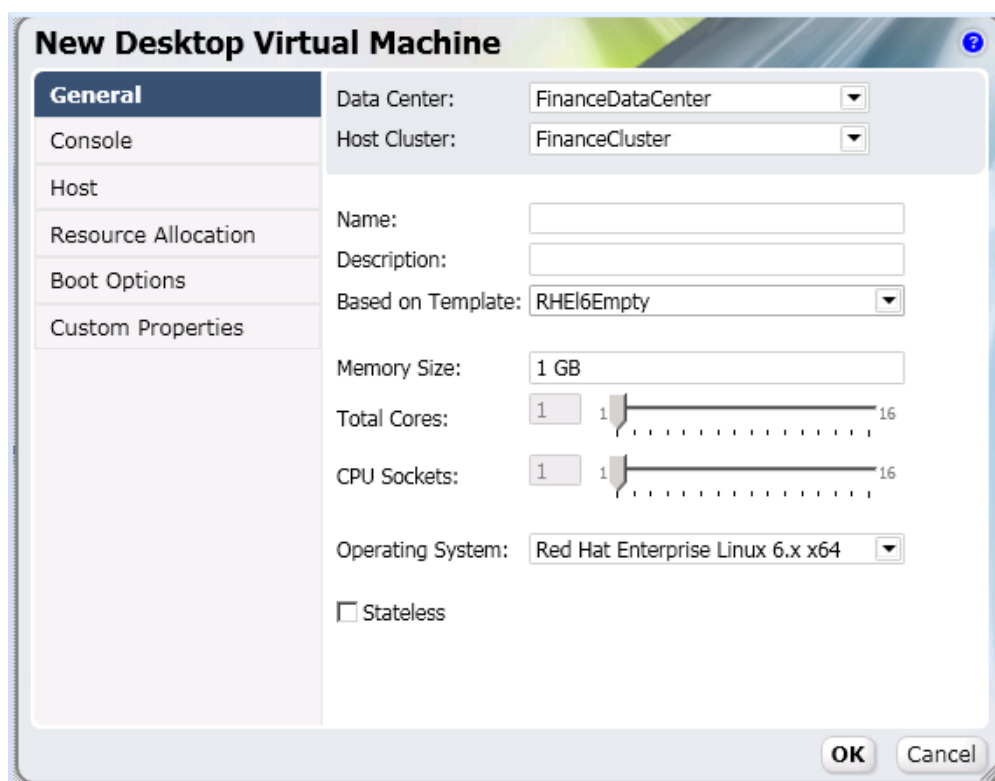 New Desktop Virtual Machine
?
General
Console
Host
Resource Allocation
Boot Options
Custom Properties
Data Center: FinanceDataCenter
Host Cluster: FinanceCluster
Name:
Description:
Based on Template: RHEl6Empty
Memory Size: 1 GB
Total Cores: 1 1 16
CPU Sockets: 1 1 16
Operating System: Red Hat Enterprise Linux 6.x x64
Stateless
OK Cancel